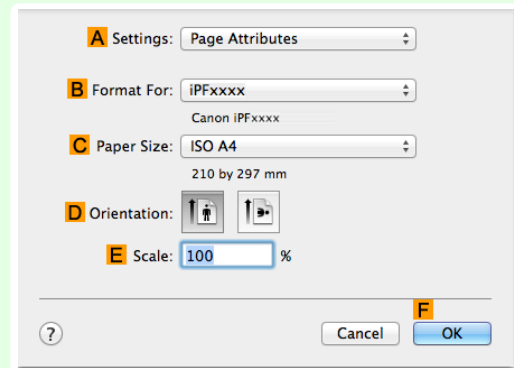 A Settings: Page Attributes
B Format For: iPFxxxx
Canon iPFxxxx
C Paper Size: ISO A4
210 by 297 mm
D Orientation:
E Scale: 100 %
F
? Cancel OK